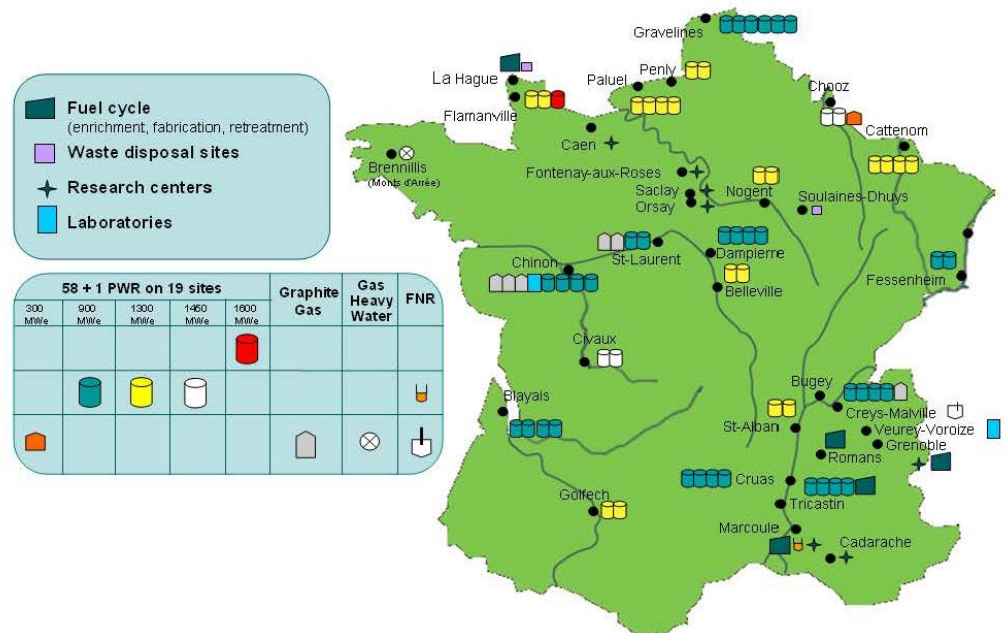 Fuel cycle
(enrichment, fabrication, retreatment)
Waste disposal sites
Research centers
Laboratories
58 + 1 PWR on 19 sites
Graphite
Gas
Gas
Heavy
Water
FNR
300
MWe
900
MWe
1300
MWe
1450
MWe
1600
MWe
Gravelines
La Hague
Penly
Paluel
Chooz
Flamanville
Caen
Cattenom
Brennillis
(Monts d'Arrée)
Fontenay-aux-Roses
Saclay
Orsay
Nogent
Soulaines-Dhuys
St-Laurent
Dampierre
Chinon
Belleville
Fessenheim
Civaux
Bugey
Blayais
Creys-Malville
St-Alban
Veurey-Voroize
Grenoble
Romans
Cruas
Golfech
Tricastin
Marcoule
Cadarache